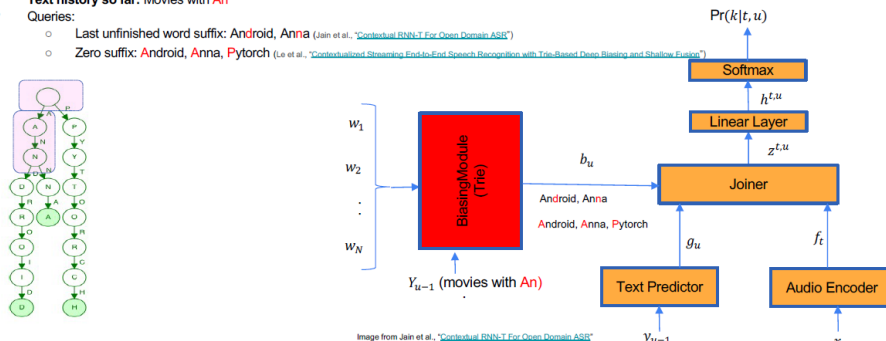 Text history so far: Movies with An
Queries:
○ Last unfinished word suffix: Android, Anna (Jain et al., "Contextual RNN-T For Open Domain ASR")
○ Zero suffix: Android, Anna, Pytorch (Le et al., "Contextualized Streaming End-to-End Speech Recognition with Trie-Based Deep Biasing and Shallow Fusion")
Pr(k|t, u)
Softmax
h^{t,u}
Linear Layer
z^{t,u}
Joiner
w_1
w_2
.
.
w_N
BiasingModule
(Trie)
b_u
Android, Anna
Android, Anna, Pytorch
g_u
f_t
Y_{u-1} (movies with An)
.
Text Predictor
Audio Encoder
y_{u-1}
Image from Jain et al., "Contextual RNN-T For Open Domain ASR"
A P
A P
N Y
N Y
D N T T
R A O
R A O O
O R
O R
I C
I C
D H
D H